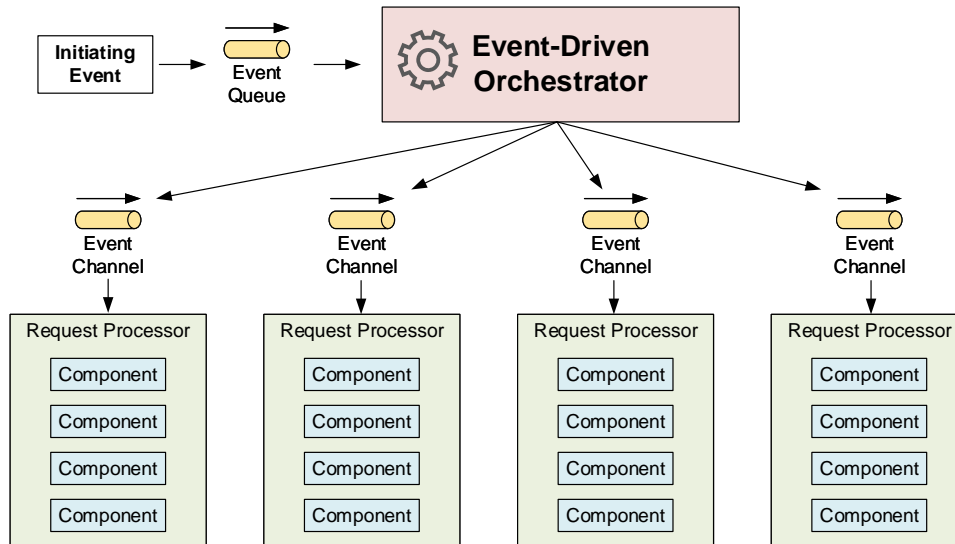 Initiating
Event
Event
Queue
Event-Driven
Orchestrator
Event
Channel
Event
Channel
Event
Channel
Event
Channel
Request Processor
Component
Component
Component
Component
Request Processor
Component
Component
Component
Component
Request Processor
Component
Component
Component
Component
Request Processor
Component
Component
Component
Component